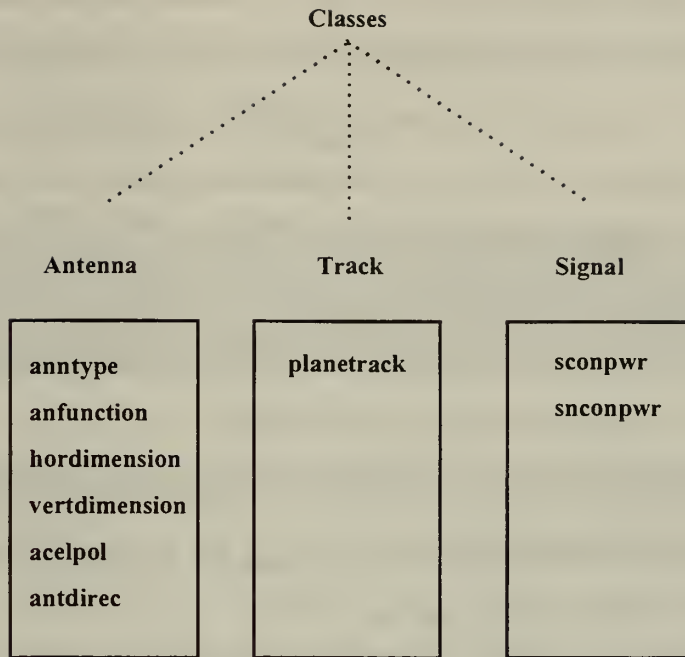 Classes
Antenna
Track
Signal
anntype
anfunction
hordimension
vertdimension
acelpol
antdirec
planetrack
sconpwr
snconpwr